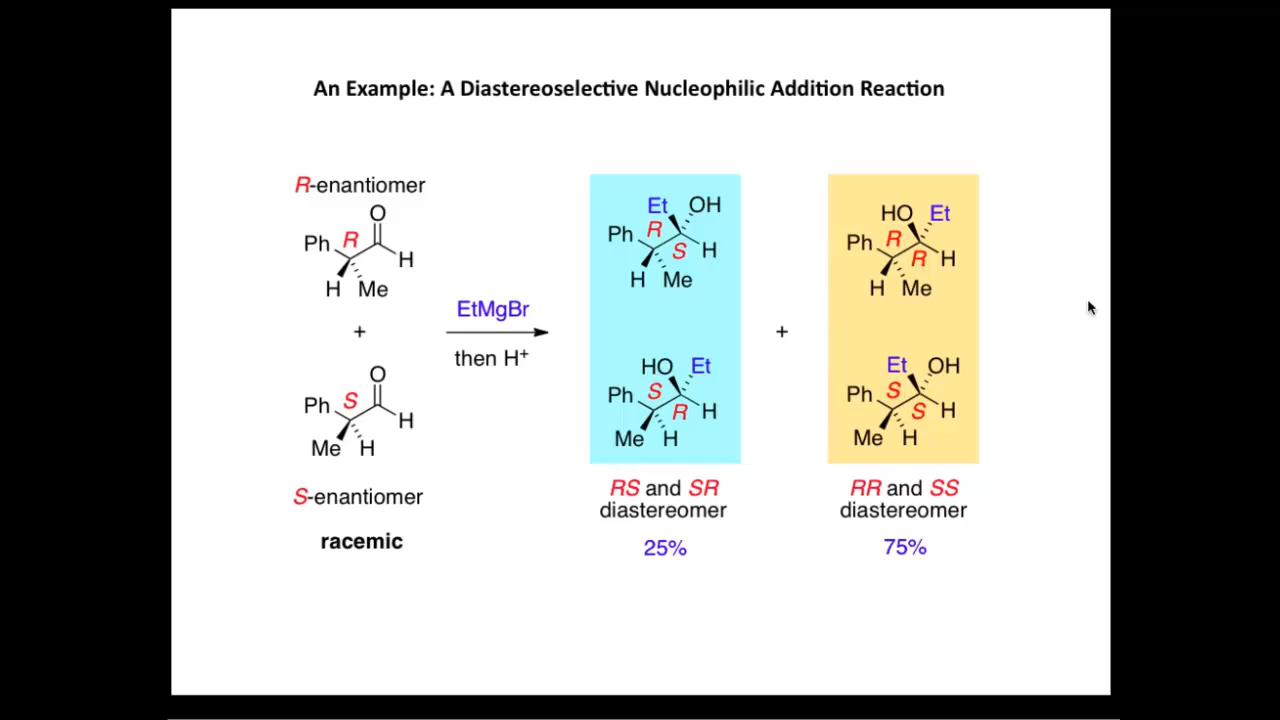 An Example: A Diastereoselective Nucleophilic Addition Reaction
R-enantiomer
O
Ph R
H
H Me
+
O
Ph S
H
Me H
S-enantiomer
racemic
EtMgBr
then H⁺
Et OH
Ph R
S H
H Me
HO Et
Ph S
R H
Me H
RS and SR
diastereomer
25%
+
HO Et
Ph R
R H
H Me
Et OH
Ph S
S H
Me H
RR and SS
diastereomer
75%